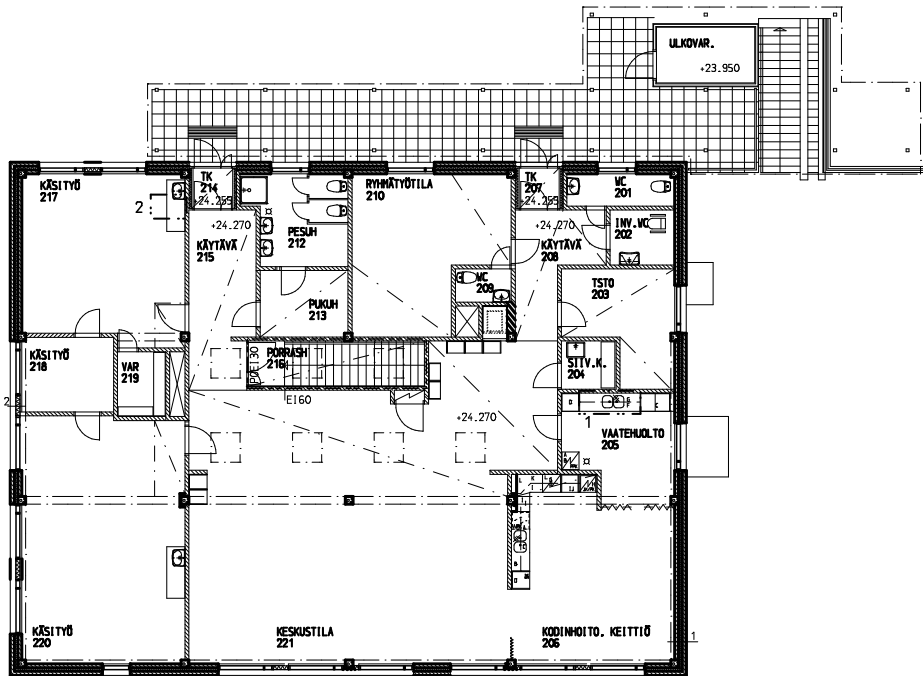 ULKOVAR.
+23.950
KÄSITYÖ
217
2
TK
214
+24.255
RYHMÄTYÖTILA
210
TK
207
+24.255
WC
201
+24.270
PESUH
212
+24.270
INV.WC
202
KÄYTÄVÄ
215
KÄYTÄVÄ
208
WC
209
TSTO
203
PUKUH
213
KÄSITYÖ
218
VAR
219
PORRASH
216
EI30
SIIV.K.
204
2
EI60
+24.270
1
VAATEHUOLTO
205
KÄSITYÖ
220
KESKUSTILA
221
KODINHOITO, KEITTIÖ
206
1